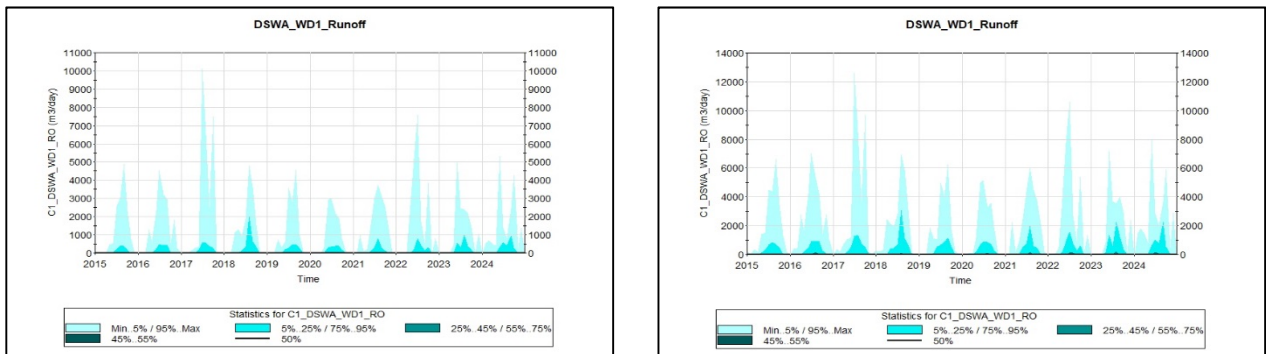 DSWA_WD1_Runoff
11000 11000
10000 10000
9000 9000
8000 8000
7000 7000
6000 6000
5000 5000
4000 4000
3000 3000
2000 2000
1000 1000
0 0
C1_DSWA_WD1_RO (m3/day)
2015 2016 2017 2018 2019 2020 2021 2022 2023 2024
Time
Statistics for C1_DSWA_WD1_RO
Min..5% / 95%..Max 5%..25% / 75%..95% 25%..45% / 55%..75%
45%..55% 50%
DSWA_WD1_Runoff
14000 14000
12000 12000
10000 10000
8000 8000
6000 6000
4000 4000
2000 2000
0 0
C1_DSWA_WD1_RO (m3/day)
2015 2016 2017 2018 2019 2020 2021 2022 2023 2024
Time
Statistics for C1_DSWA_WD1_RO
Min..5% / 95%..Max 5%..25% / 75%..95% 25%..45% / 55%..75%
45%..55% 50%